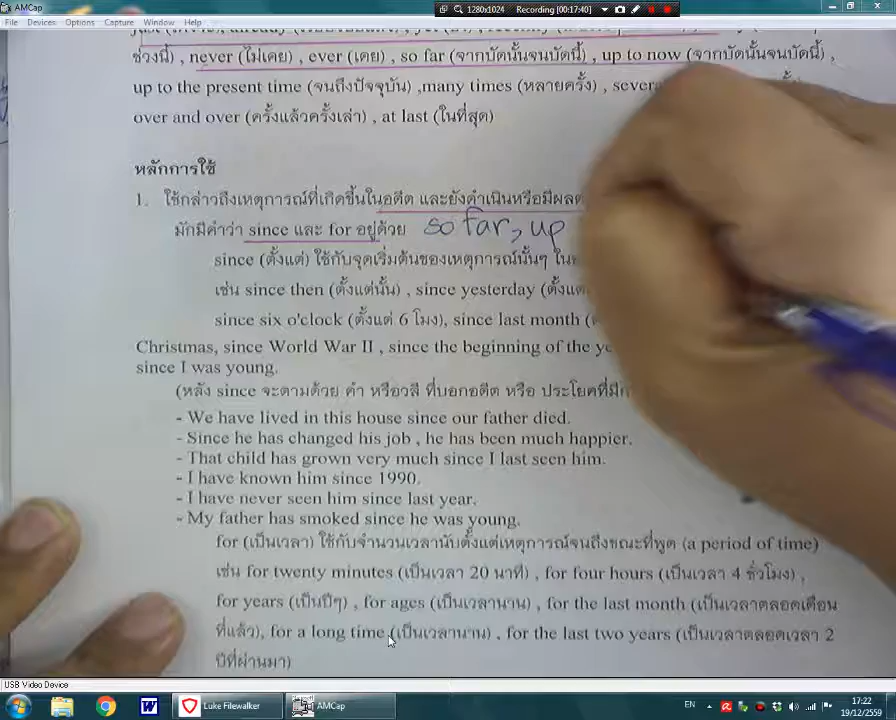 AMCap
1280x1024 Recording [00:17:40]
File Devices Options Capture Window Help
ช่วงนี้) , never (ไม่เคย) , ever (เคย) , so far (จากบัดนั้นจนบัดนี้) , up to now (จากบัดนั้นจนบัดนี้) ,
up to the present time (จนถึงปัจจุบัน) ,many times (หลายครั้ง) ,
over and over (ครั้งแล้วครั้งเล่า) , at last (ในที่สุด)
หลักการใช้
1. ใช้กล่าวถึงเหตุการณ์ที่เกิดขึ้นในอดีต และยังดำเนินหรือมีผล
มักมีคำว่า since และ for อยู่ด้วย so far, up
since (ตั้งแต่) ใช้กับจุดเริ่มต้นของเหตุการณ์นั้นๆ
เช่น since then (ตั้งแต่นั้น) , since yesterday
since six o'clock (ตั้งแต่ 6 โมง), since last month
Christmas, since World War II , since the beginning of the
since I was young.
(หลัง since จะตามด้วย คำ หรือวลี ที่บอกอดีต หรือ ประโยคที่
- We have lived in this house since our father died.
- Since he has changed his job , he has been much happier.
- That child has grown very much since I last seen him.
- I have known him since 1990.
- I have never seen him since last year.
- My father has smoked since he was young.
for (เป็นเวลา) ใช้กับจำนวนเวลานับตั้งแต่เหตุการณ์จนถึงขณะที่พูด (a period of time)
เช่น for twenty minutes (เป็นเวลา 20 นาที) , for four hours (เป็นเวลา 4 ชั่วโมง) ,
for years (เป็นปีๆ) , for ages (เป็นเวลานาน) , for the last month (เป็นเวลาตลอดเดือน
ที่แล้ว), for a long time (เป็นเวลานาน) , for the last two years (เป็นเวลาตลอดเวลา 2
ปีที่ผ่านมา)
USB Video Device
Luke Filewalker
AMCap
EN
17:22
19/12/2559